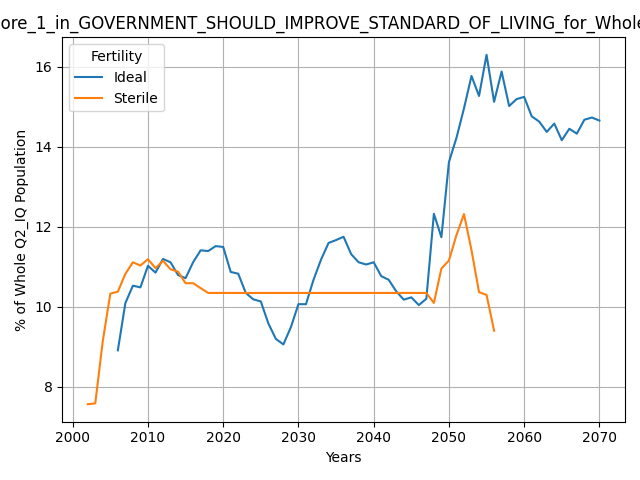 ore_1_in_GOVERNMENT_SHOULD_IMPROVE_STANDARD_OF_LIVING_for_Whole
Fertility
Ideal
Sterile
16
14
12
10
8
% of Whole Q2_IQ Population
2000 2010 2020 2030 2040 2050 2060 2070
Years